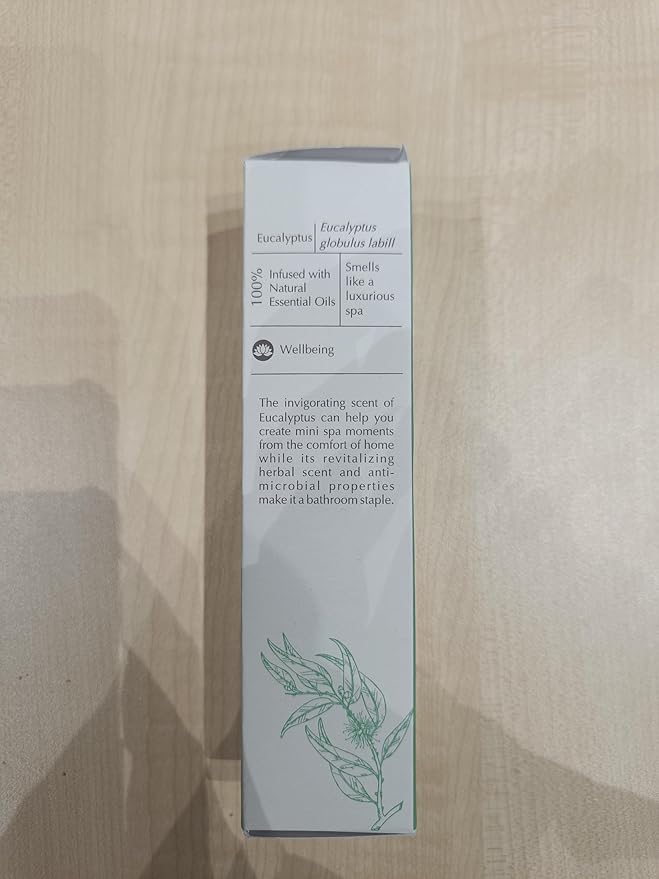 Eucalyptus
Eucalyptus
globulus labill
100%
Infused with
Natural
Essential Oils
Smells
like a
luxurious
spa
Wellbeing
The invigorating scent of
Eucalyptus can help you
create mini spa moments
from the comfort of home
while its revitalizing
herbal scent and anti-
microbial properties
make it a bathroom staple.